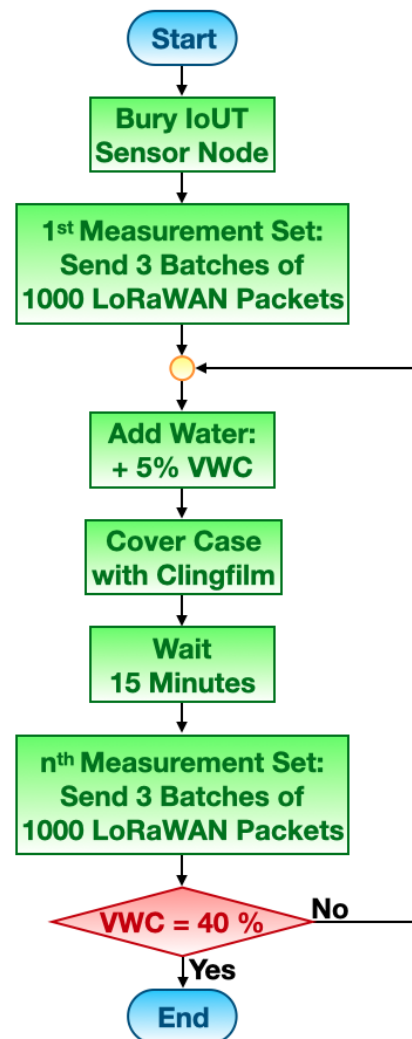 Start
Bury IoUT
Sensor Node
1st Measurement Set:
Send 3 Batches of
1000 LoRaWAN Packets
Add Water:
+ 5% VWC
Cover Case
with Clingfilm
Wait
15 Minutes
nth Measurement Set:
Send 3 Batches of
1000 LoRaWAN Packets
VWC = 40 %
No
Yes
End